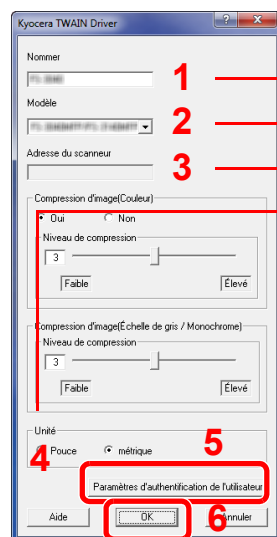 Kyocera TWAIN Driver
Nommer
1
Modèle
2
Adresse du scanneur
3
Compression d'image(Couleur)
Oui Non
Niveau de compression
3
Faible Élevé
Compression d'image(Échelle de gris / Monochrome)
Niveau de compression
3
Faible Élevé
Unité
4 Pouce métrique 5
Paramètres d'authentification de l'utilisateur
Aide OK 6 Annuler